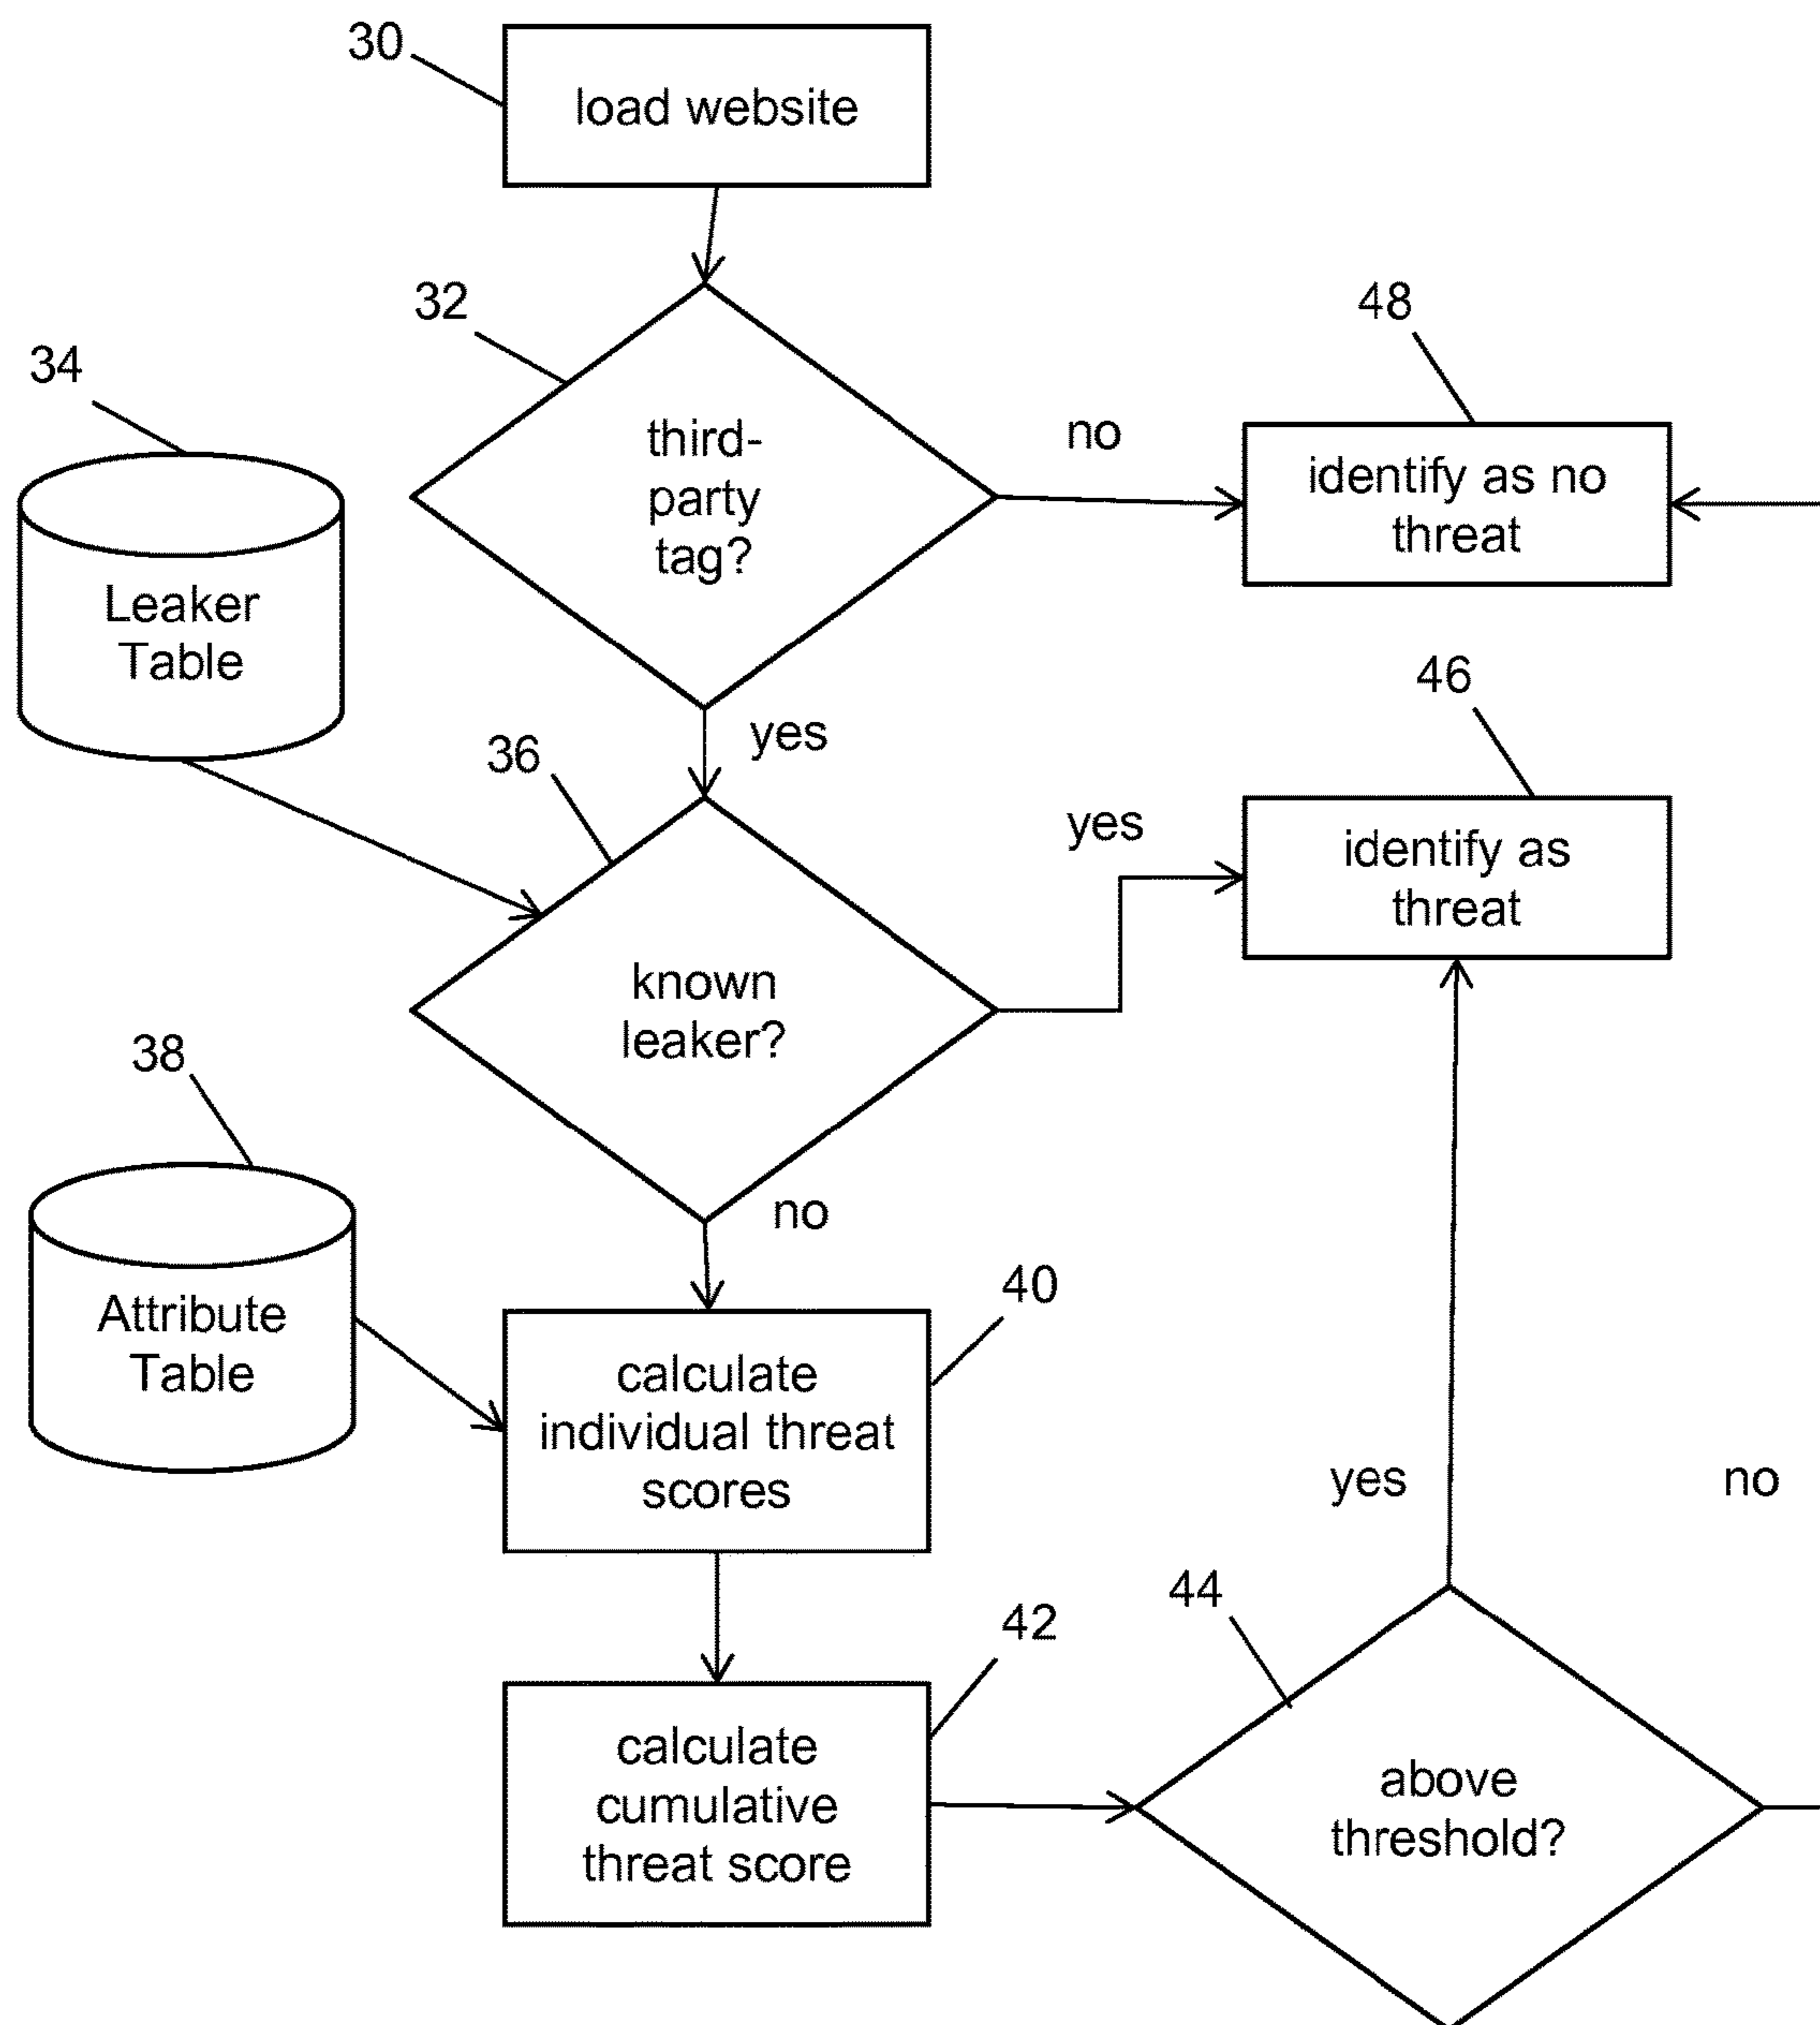 30
load website
32
third-
party
tag?
no
48
identify as no
threat
34
Leaker
Table
yes
36
known
leaker?
yes
46
identify as
threat
38
Attribute
Table
no
40
calculate
individual threat
scores
42
calculate
cumulative
threat score
44
above
threshold?
yes
no